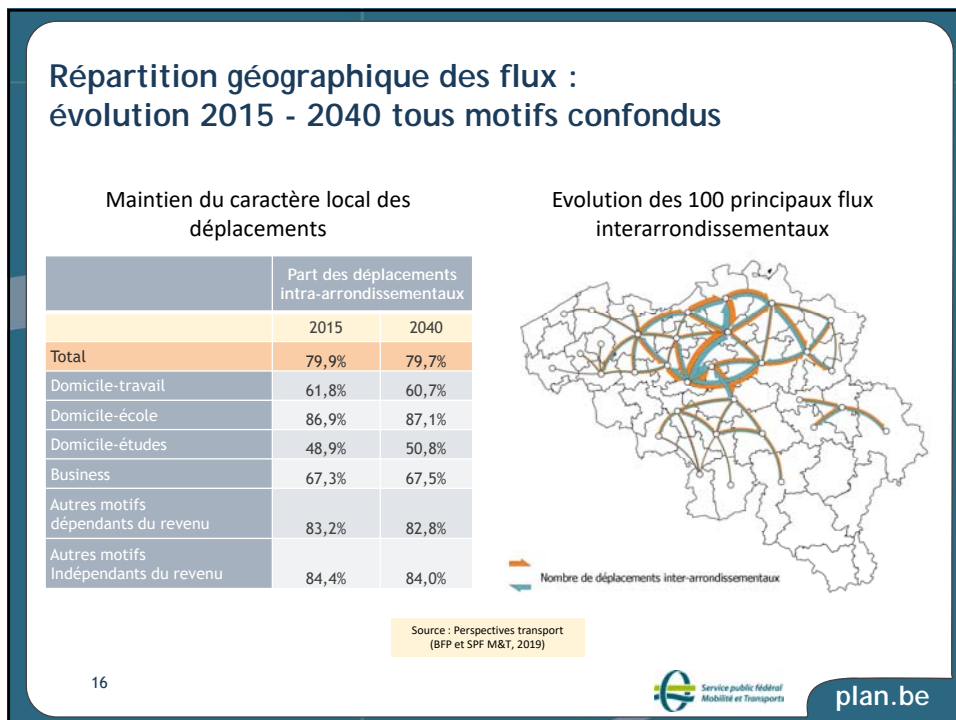 Répartition géographique des flux :
évolution 2015 - 2040 tous motifs confondus
Maintien du caractère local des
déplacements
Part des déplacements
intra-arrondissementaux
2015 2040
Total 79,9% 79,7%
Domicile-travail 61,8% 60,7%
Domicile-école 86,9% 87,1%
Domicile-études 48,9% 50,8%
Business 67,3% 67,5%
Autres motifs
dépendants du revenu 83,2% 82,8%
Autres motifs
Indépendants du revenu 84,4% 84,0%
Evolution des 100 principaux flux
interarrondissementaux
Nombre de déplacements inter-arrondissementaux
Source : Perspectives transport
(BFP et SPF M&T, 2019)
16
Service public fédéral
Mobilité et Transports
plan.be